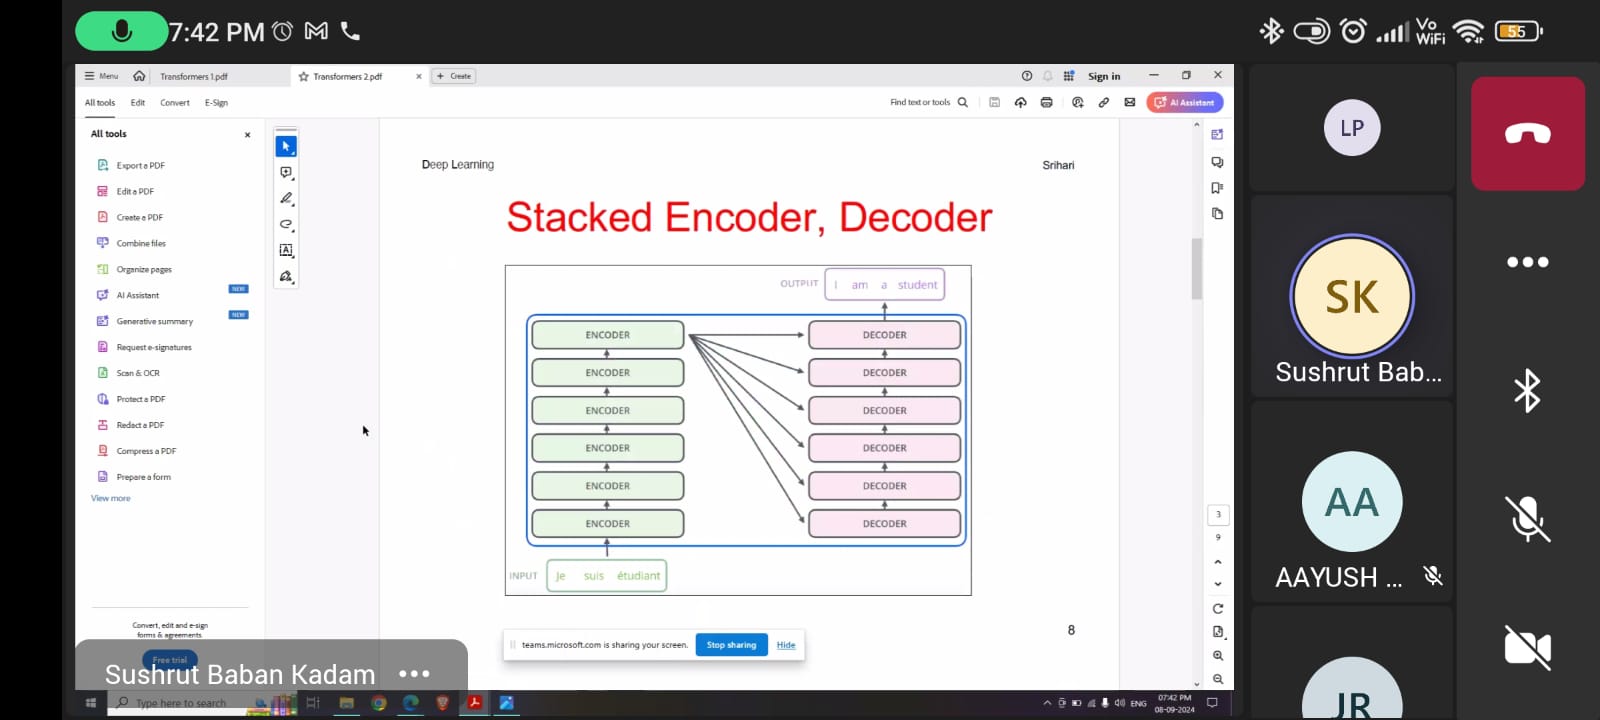 7:42 PM
Vo
WiFi
55
Menu
Transformers 1.pdf
Transformers 2.pdf
×
+ Create
Sign in
All tools
Edit
Convert
E-Sign
Find text or tools
AI Assistant
All tools
×
Export a PDF
Edit a PDF
Create a PDF
Combine files
Organize pages
AI Assistant
NEW
Generative summary
NEW
Request e-signatures
Scan & OCR
Protect a PDF
Redact a PDF
Compress a PDF
Prepare a form
View more
Convert, edit and e-sign
forms & agreements.
Free trial
Deep Learning
Srihari
Stacked Encoder, Decoder
OUTPUT
I am a student
ENCODER
DECODER
ENCODER
DECODER
ENCODER
DECODER
ENCODER
DECODER
ENCODER
DECODER
ENCODER
DECODER
INPUT
Je suis étudiant
8
3
9
teams.microsoft.com is sharing your screen.
Stop sharing
Hide
Sushrut Baban Kadam
Type here to search
ENG
07:42 PM
08-09-2024
LP
SK
Sushrut Bab...
AA
AAYUSH ...
JR